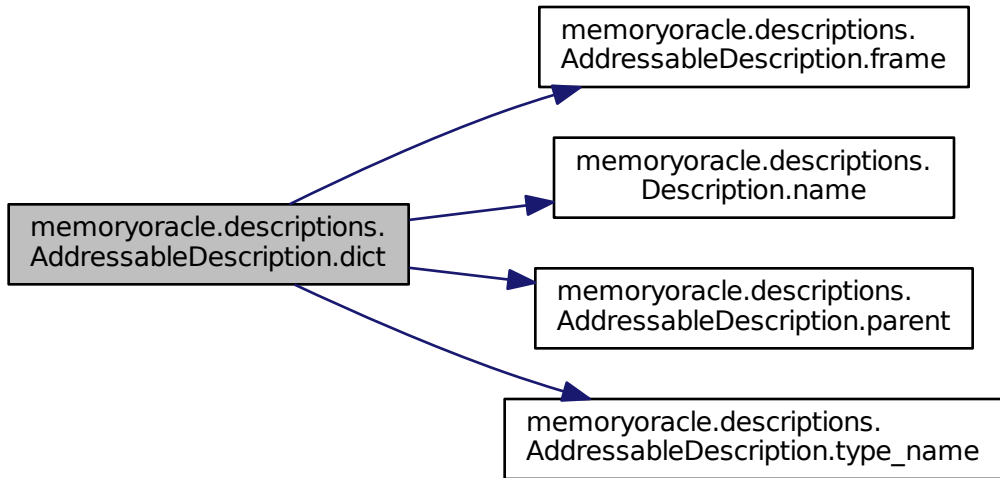 memoryoracle.descriptions.
AddressableDescription.frame
memoryoracle.descriptions.
Description.name
memoryoracle.descriptions.
AddressableDescription.dict
memoryoracle.descriptions.
AddressableDescription.parent
memoryoracle.descriptions.
AddressableDescription.type_name